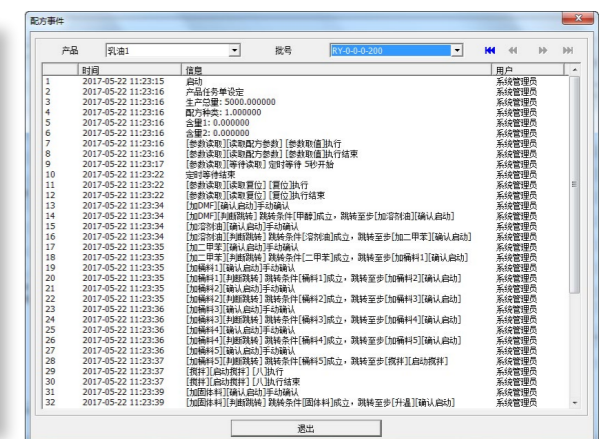 配方事件
产品 乳油1 批号 RY-0-0-0-200
时间 信息 用户
1 2017-05-22 11:23:15 启动 系统管理员
2 2017-05-22 11:23:16 产品任务单设定 系统管理员
3 2017-05-22 11:23:16 生产总量: 5000.000000 系统管理员
4 2017-05-22 11:23:16 配方种类: 1.000000 系统管理员
5 2017-05-22 11:23:16 含量1: 0.000000 系统管理员
6 2017-05-22 11:23:16 含量2: 0.000000 系统管理员
7 2017-05-22 11:23:16 [参数读取][读取配方参数] [参数取值]执行 系统管理员
8 2017-05-22 11:23:16 [参数读取][读取配方参数] [参数取值]执行结束 系统管理员
9 2017-05-22 11:23:17 [参数读取][等待读取] 定时等待 5秒开始 系统管理员
10 2017-05-22 11:23:22 定时等待结束 系统管理员
11 2017-05-22 11:23:22 [参数读取][读取复位] [复位]执行 系统管理员
12 2017-05-22 11:23:22 [参数读取][读取复位] [复位]执行结束 系统管理员
13 2017-05-22 11:23:34 [加DMF][确认启动]手动确认 系统管理员
14 2017-05-22 11:23:34 [加DMF][判断跳转] 跳转条件[甲醇]成立，跳转至步[加溶剂油][确认启动] 系统管理员
15 2017-05-22 11:23:34 [加溶剂油][确认启动]手动确认 系统管理员
16 2017-05-22 11:23:34 [加溶剂油][判断跳转] 跳转条件[溶剂油]成立，跳转至步[加二甲苯][确认启动] 系统管理员
17 2017-05-22 11:23:35 [加二甲苯][确认启动]手动确认 系统管理员
18 2017-05-22 11:23:35 [加二甲苯][判断跳转] 跳转条件[二甲苯]成立，跳转至步[加桶料1][确认启动] 系统管理员
19 2017-05-22 11:23:35 [加桶料1][确认启动]手动确认 系统管理员
20 2017-05-22 11:23:35 [加桶料1][判断跳转] 跳转条件[桶料1]成立，跳转至步[加桶料2][确认启动] 系统管理员
21 2017-05-22 11:23:35 [加桶料2][确认启动]手动确认 系统管理员
22 2017-05-22 11:23:35 [加桶料2][判断跳转] 跳转条件[桶料2]成立，跳转至步[加桶料3][确认启动] 系统管理员
23 2017-05-22 11:23:36 [加桶料3][确认启动]手动确认 系统管理员
24 2017-05-22 11:23:36 [加桶料3][判断跳转] 跳转条件[桶料3]成立，跳转至步[加桶料4][确认启动] 系统管理员
25 2017-05-22 11:23:36 [加桶料4][确认启动]手动确认 系统管理员
26 2017-05-22 11:23:36 [加桶料4][判断跳转] 跳转条件[桶料4]成立，跳转至步[加桶料5][确认启动] 系统管理员
27 2017-05-22 11:23:36 [加桶料5][确认启动]手动确认 系统管理员
28 2017-05-22 11:23:37 [加桶料5][判断跳转] 跳转条件[桶料5]成立，跳转至步[搅拌][启动搅拌] 系统管理员
29 2017-05-22 11:23:37 [搅拌][启动搅拌] [八]执行 系统管理员
30 2017-05-22 11:23:37 [搅拌][启动搅拌] [八]执行结束 系统管理员
31 2017-05-22 11:23:39 [加固体料][确认启动]手动确认 系统管理员
32 2017-05-22 11:23:39 [加固体料][判断跳转] 跳转条件[固体料]成立，跳转至步[升温][确认启动] 系统管理员
退出